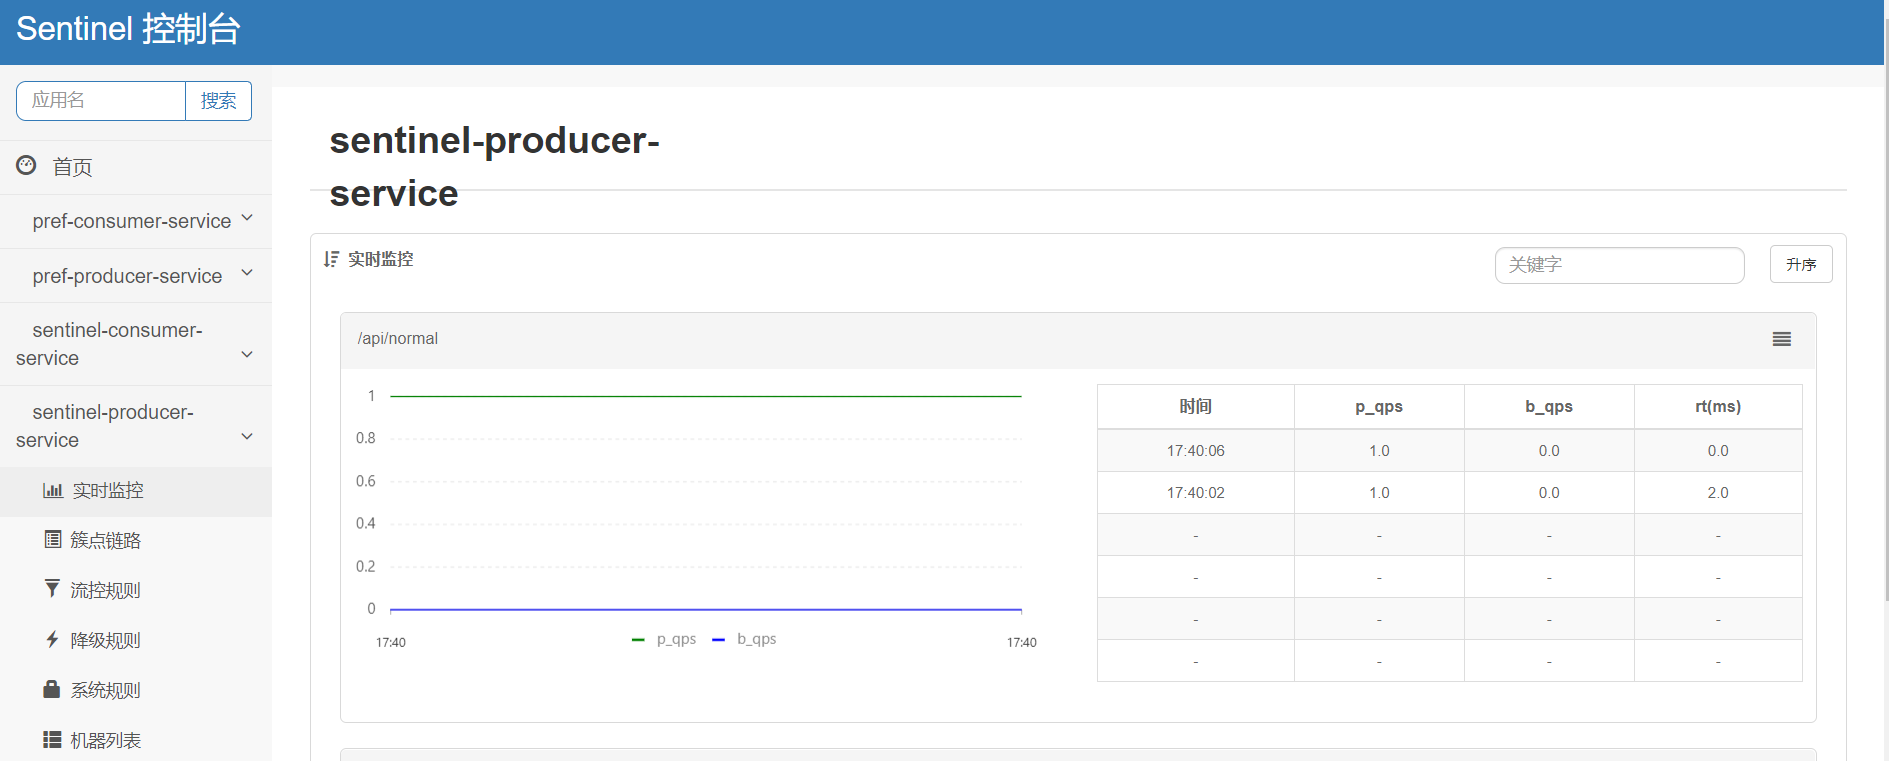 Sentinel 控制台
应用名
搜索
首页
pref-consumer-service
pref-producer-service
sentinel-consumer-
service
sentinel-producer-
service
实时监控
簇点链路
流控规则
降级规则
系统规则
机器列表
sentinel-producer-
service
实时监控
关键字
升序
/api/normal
1
0.8
0.6
0.4
0.2
0
17:40
17:40
p_qps b_qps
时间 p_qps b_qps rt(ms)
17:40:06 1.0 0.0 0.0
17:40:02 1.0 0.0 2.0
- - - -
- - - -
- - - -
- - - -